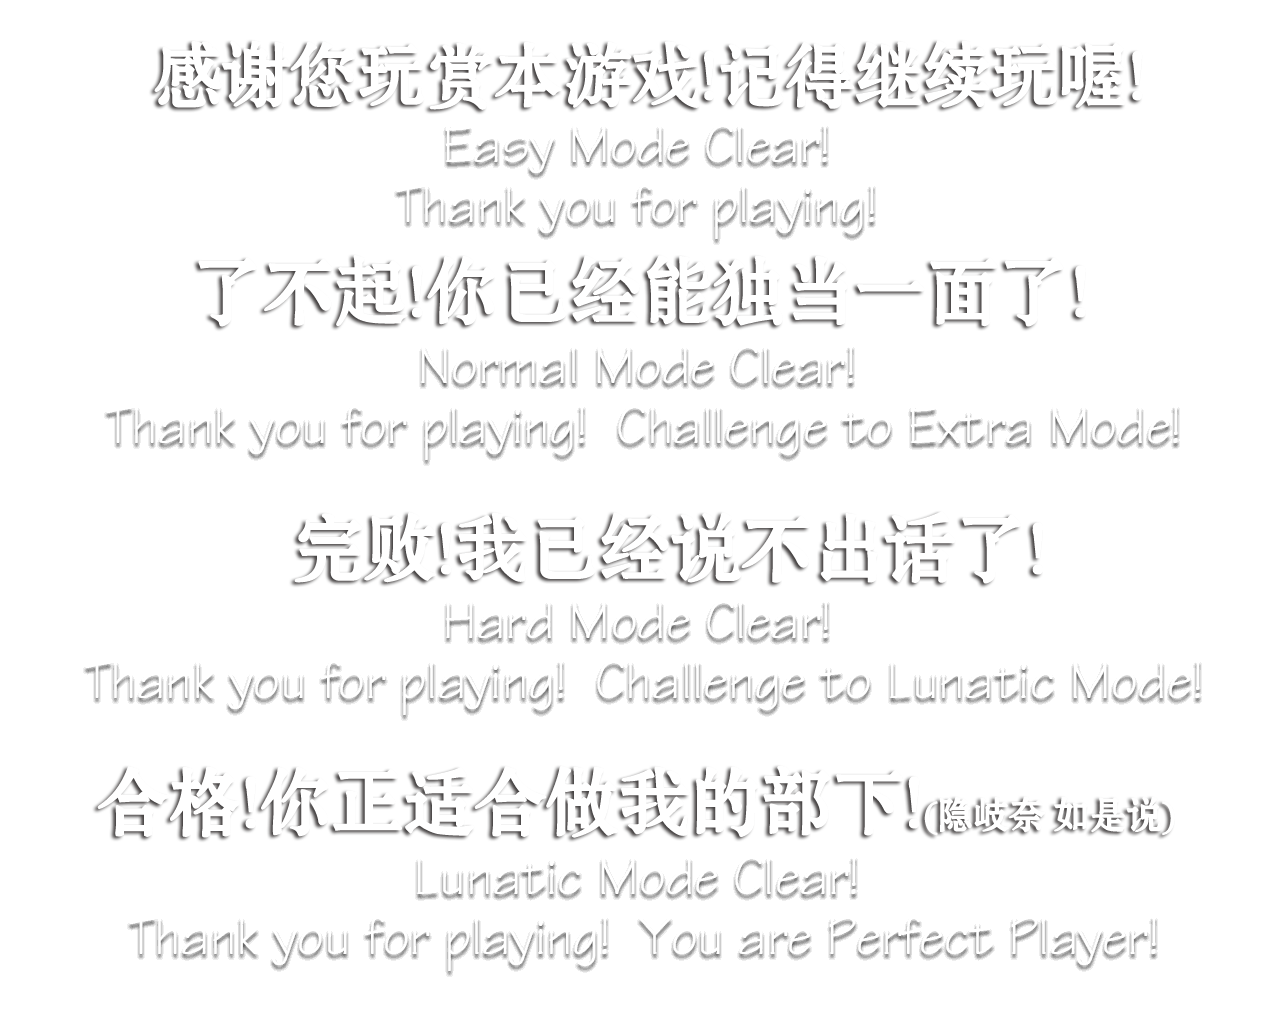 感谢您玩赏本游戏!记得继续玩喔!
Easy Mode Clear!
Thank you for playing!
了不起!你已经能独当一面了!
Normal Mode Clear!
Thank you for playing! Challenge to Extra Mode!
完败!我已经说不出话了!
Hard Mode Clear!
Thank you for playing! Challenge to Lunatic Mode!
合格!你正适合做我的部下!(隐岐奈 如是说)
Lunatic Mode Clear!
Thank you for playing! You are Perfect Player!